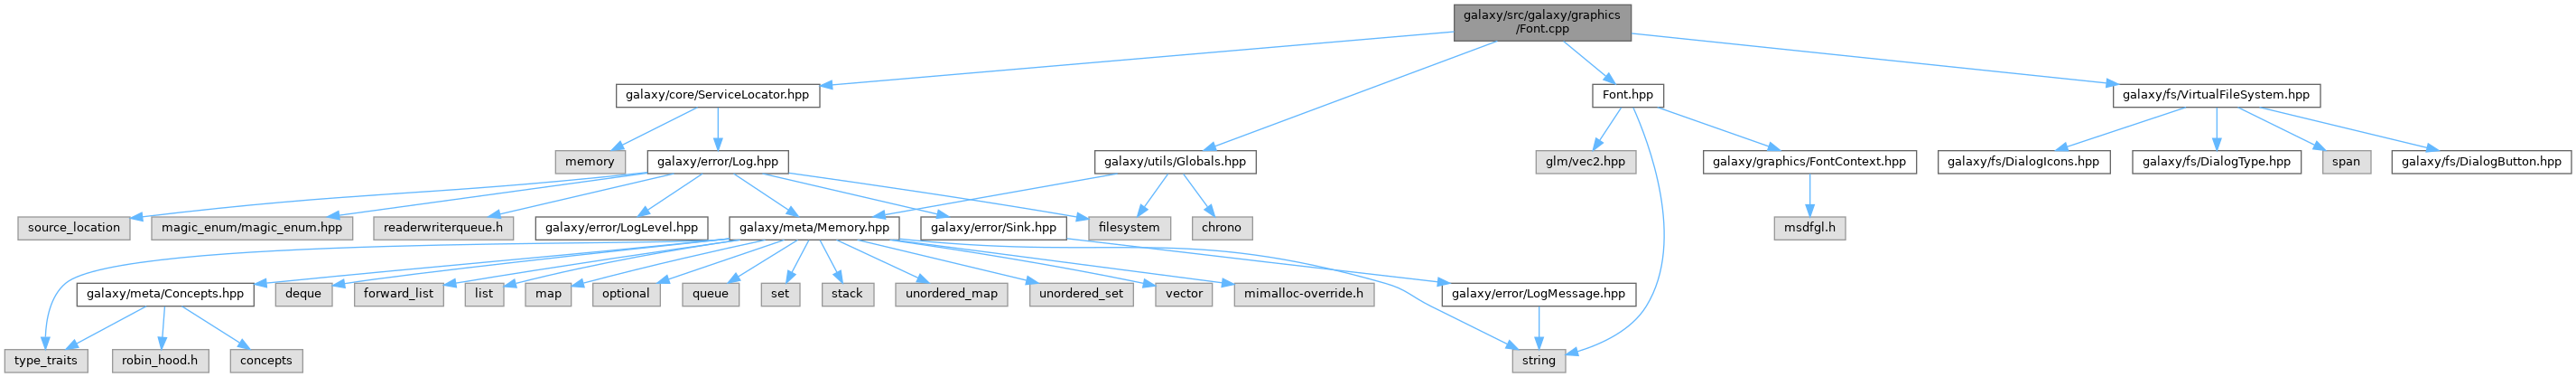 galaxy/src/galaxy/graphics
/Font.cpp
galaxy/core/ServiceLocator.hpp
Font.hpp
galaxy/fs/VirtualFileSystem.hpp
memory
galaxy/error/Log.hpp
galaxy/utils/Globals.hpp
glm/vec2.hpp
galaxy/graphics/FontContext.hpp
galaxy/fs/DialogIcons.hpp
galaxy/fs/DialogType.hpp
span
galaxy/fs/DialogButton.hpp
source_location
magic_enum/magic_enum.hpp
readerwriterqueue.h
galaxy/error/LogLevel.hpp
galaxy/meta/Memory.hpp
galaxy/error/Sink.hpp
filesystem
chrono
msdfgl.h
galaxy/meta/Concepts.hpp
deque
forward_list
list
map
optional
queue
set
stack
unordered_map
unordered_set
vector
mimalloc-override.h
galaxy/error/LogMessage.hpp
type_traits
robin_hood.h
concepts
string